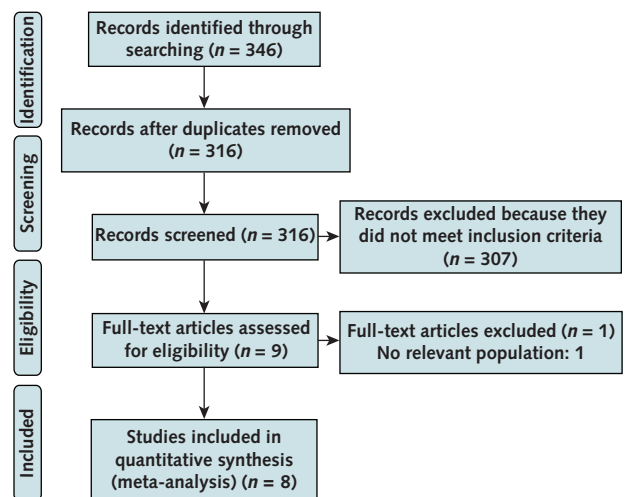 Identification
Records identified through
searching (n = 346)
Records after duplicates removed
(n = 316)
Screening
Records screened (n = 316)
Records excluded because they
did not meet inclusion criteria
(n = 307)
Eligibility
Full-text articles assessed
for eligibility (n = 9)
Full-text articles excluded (n = 1)
No relevant population: 1
Included
Studies included in
quantitative synthesis
(meta-analysis) (n = 8)